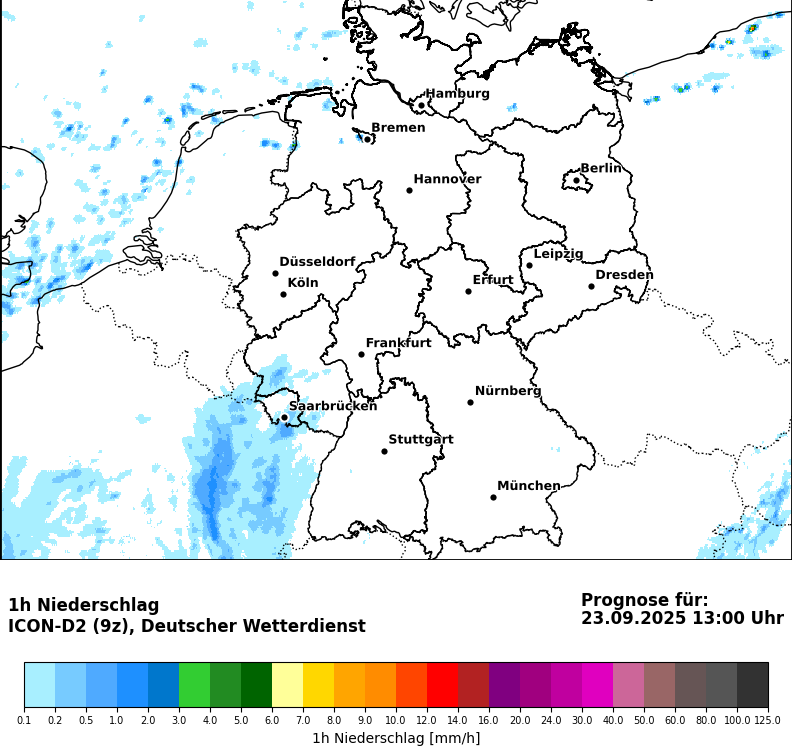 Hamburg
Bremen
Berlin
Hannover
Leipzig
Düsseldorf
Dresden
Köln
Erfurt
Frankfurt
Nürnberg
Saarbrücken
Stuttgart
München
1h Niederschlag
ICON-D2 (9z), Deutscher Wetterdienst
Prognose für:
23.09.2025 13:00 Uhr
0.1 0.2 0.5 1.0 2.0 3.0 4.0 5.0 6.0 7.0 8.0 9.0 10.0 12.0 14.0 16.0 20.0 24.0 30.0 40.0 50.0 60.0 80.0 100.0 125.0
1h Niederschlag [mm/h]